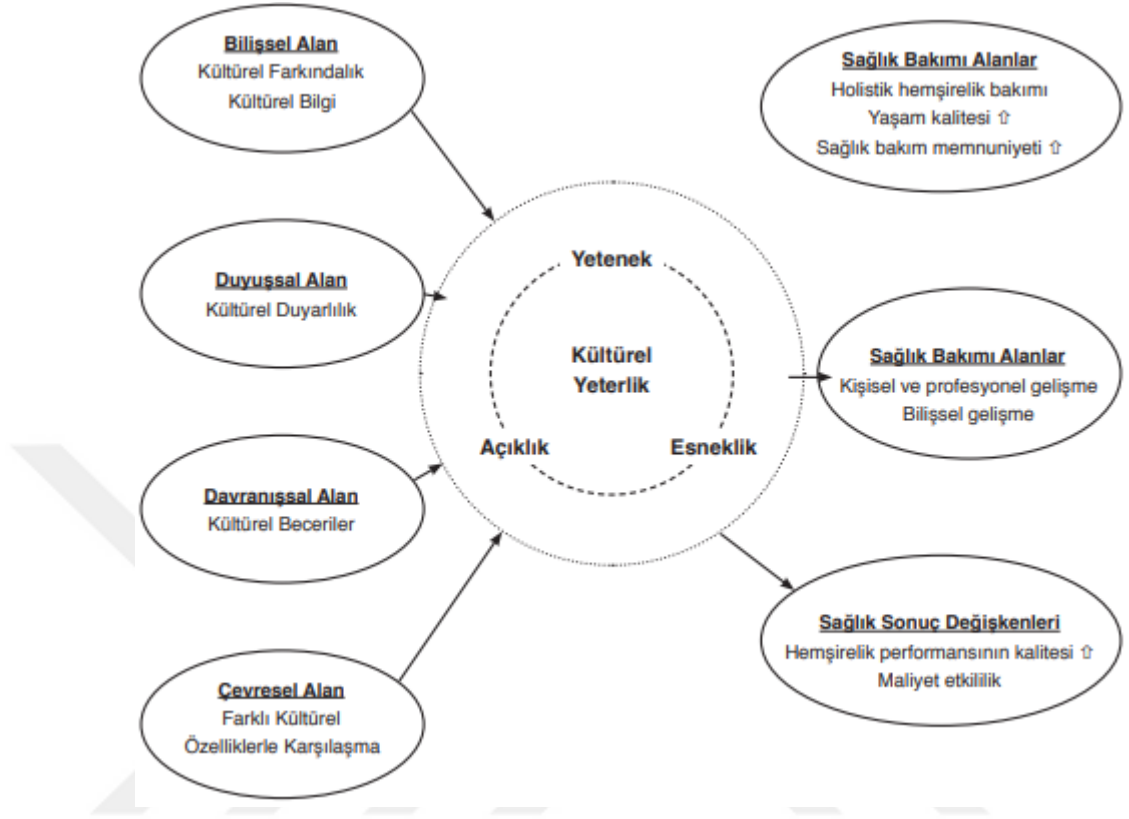 Bilişsel Alan
Kültürel Farkındalık
Kültürel Bilgi
Duyuşsal Alan
Kültürel Duyarlılık
Davranışsal Alan
Kültürel Beceriler
Çevresel Alan
Farklı Kültürel
Özelliklerle Karşılaşma
Yetenek
Kültürel
Yeterlik
Açıklık
Esneklik
Sağlık Bakımı Alanlar
Holistik hemşirelik bakımı
Yaşam kalitesi ⇧
Sağlık bakım memnuniyeti ⇧
Sağlık Bakımı Alanlar
Kişisel ve profesyonel gelişme
Bilişsel gelişme
Sağlık Sonuç Değişkenleri
Hemşirelik performansının kalitesi ⇧
Maliyet etkililik